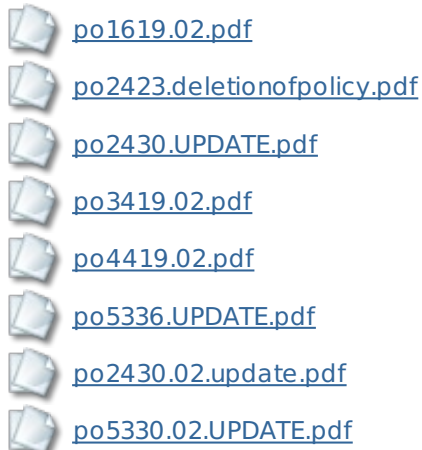 po1619.02.pdf
po2423.deletionofpolicy.pdf
po2430.UPDATE.pdf
po3419.02.pdf
po4419.02.pdf
po5336.UPDATE.pdf
po2430.02.update.pdf
po5330.02.UPDATE.pdf